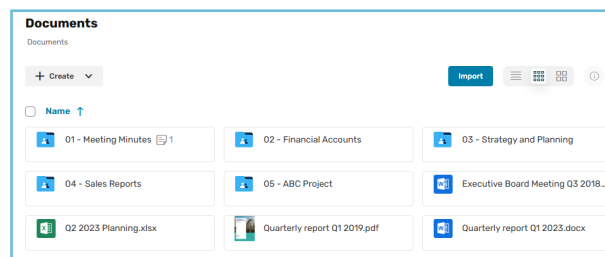 Documents
Documents
+ Create
Import
Name ↑
01 - Meeting Minutes 1
02 - Financial Accounts
03 - Strategy and Planning
04 - Sales Reports
05 - ABC Project
Executive Board Meeting Q3 2018...
Q2 2023 Planning.xlsx
Quarterly report Q1 2019.pdf
Quarterly report Q1 2023.docx